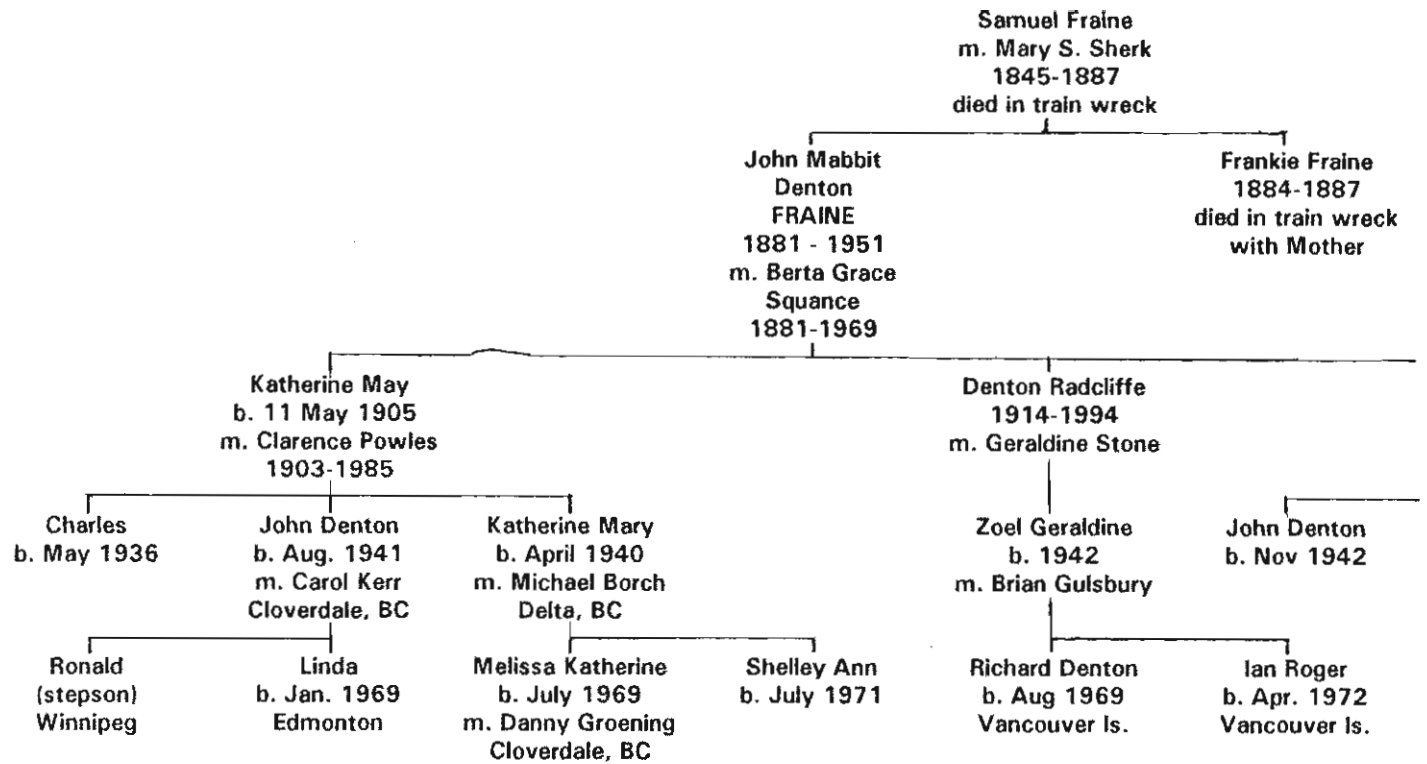 Samuel Fraine
m. Mary S. Sherk
1845-1887
died in train wreck
John Mabbit
Denton
FRAINE
1881 - 1951
m. Berta Grace
Squance
1881-1969
Frankie Fraine
1884-1887
died in train wreck
with Mother
Katherine May
b. 11 May 1905
m. Clarence Powles
1903-1985
Denton Radcliffe
1914-1994
m. Geraldine Stone
Charles
b. May 1936
John Denton
b. Aug. 1941
m. Carol Kerr
Cloverdale, BC
Katherine Mary
b. April 1940
m. Michael Borch
Delta, BC
Zoel Geraldine
b. 1942
m. Brian Gulsbury
John Denton
b. Nov 1942
Ronald
(stepson)
Winnipeg
Linda
b. Jan. 1969
Edmonton
Melissa Katherine
b. July 1969
m. Danny Groening
Cloverdale, BC
Shelley Ann
b. July 1971
Richard Denton
b. Aug 1969
Vancouver Is.
Ian Roger
b. Apr. 1972
Vancouver Is.